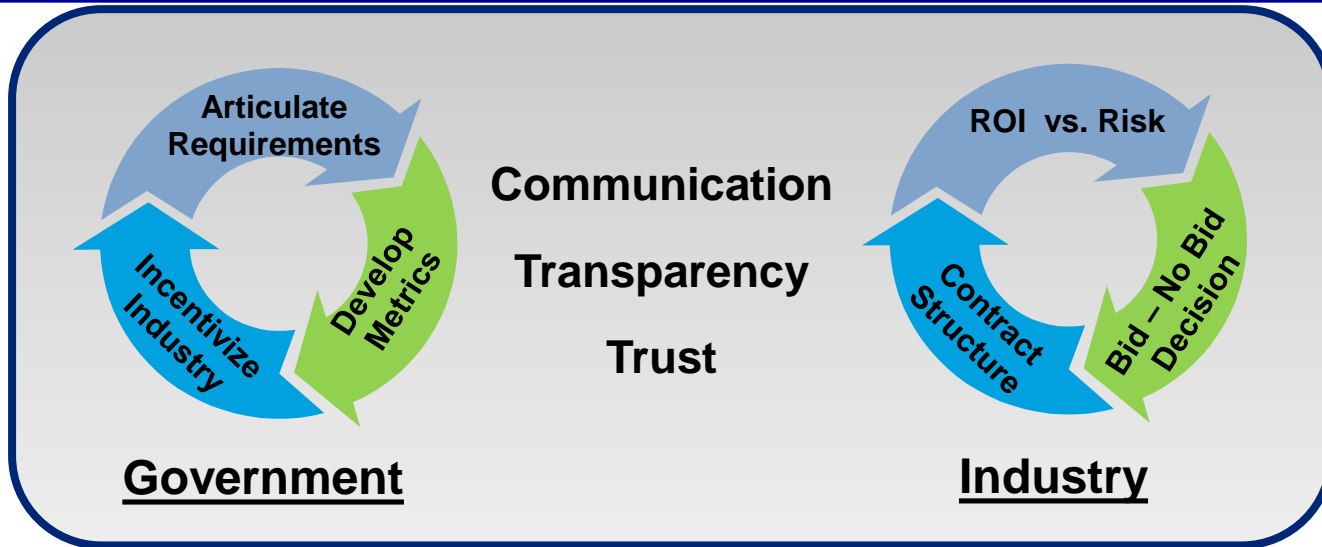 Articulate
Requirements
Develop
Metrics
Incentivize
Industry
Government
Communication
Transparency
Trust
ROI vs. Risk
Bid – No Bid
Decision
Contract
Structure
Industry